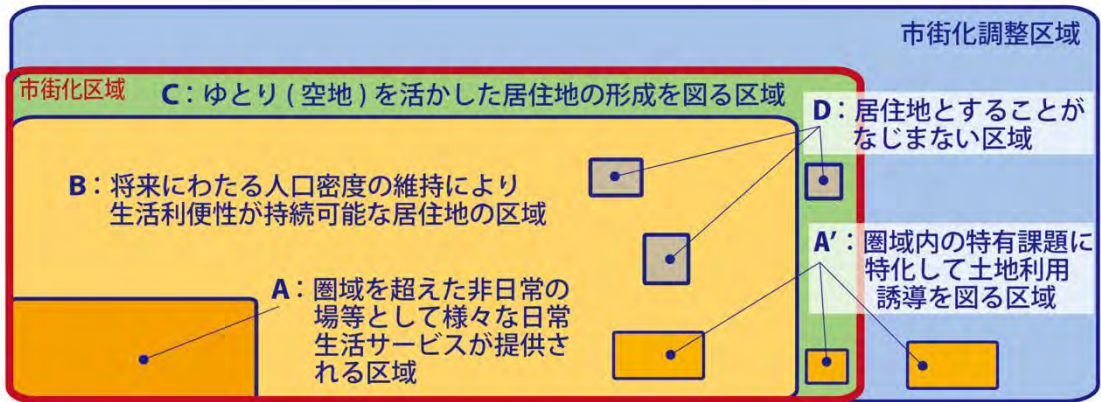 市街化調整区域
市街化区域
C：ゆとり(空地)を活かした居住地の形成を図る区域
D：居住地とすることが
なじまない区域
B：将来にわたる人口密度の維持により
生活利便性が持続可能な居住地の区域
A'：圏域内の特有課題に
特化して土地利用
誘導を図る区域
A：圏域を超えた非日常の
場等として様々な日常
生活サービスが提供さ
れる区域